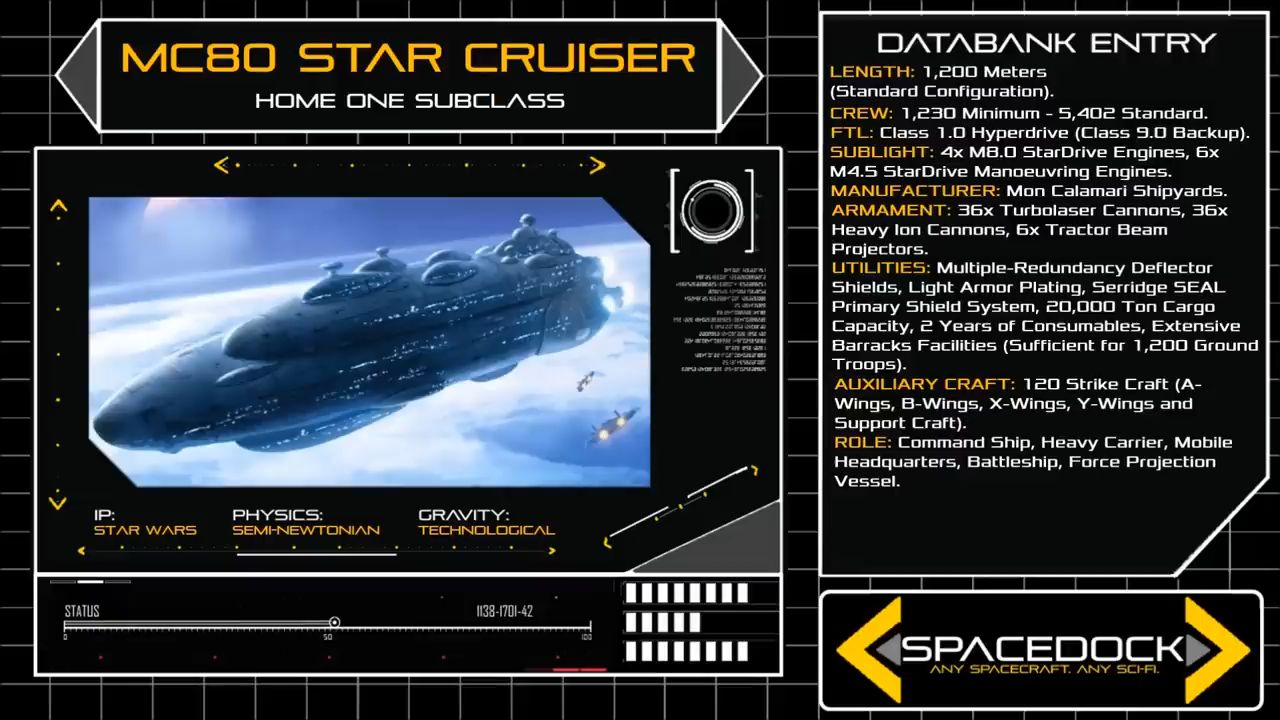 MC80 STAR CRUISER
HOME ONE SUBCLASS
IP:
STAR WARS
PHYSICS:
SEMI-NEWTONIAN
GRAVITY:
TECHNOLOGICAL
STATUS
1138-1701-42
0
50
100
DATABANK ENTRY
LENGTH: 1,200 Meters
(Standard Configuration).
CREW: 1,230 Minimum - 5,402 Standard.
FTL: Class 1.0 Hyperdrive (Class 9.0 Backup).
SUBLIGHT: 4x M8.0 StarDrive Engines, 6x
M4.5 StarDrive Manoeuvring Engines.
MANUFACTURER: Mon Calamari Shipyards.
ARMAMENT: 36x Turbolaser Cannons, 36x
Heavy Ion Cannons, 6x Tractor Beam
Projectors.
UTILITIES: Multiple-Redundancy Deflector
Shields, Light Armor Plating, Serridge SEAL
Primary Shield System, 20,000 Ton Cargo
Capacity, 2 Years of Consumables, Extensive
Barracks Facilities (Sufficient for 1,200 Ground
Troops).
AUXILIARY CRAFT: 120 Strike Craft (A-
Wings, B-Wings, X-Wings, Y-Wings and
Support Craft).
ROLE: Command Ship, Heavy Carrier, Mobile
Headquarters, Battleship, Force Projection
Vessel.
SPACEDOCK
ANY SPACECRAFT. ANY SCI-FI.